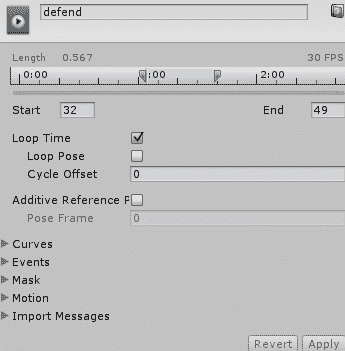 defend
Length 0.567 30 FPS
0:00 :00 2:00
Start 32 End 49
Loop Time
Loop Pose
Cycle Offset 0
Additive Reference P
Pose Frame 0
Curves
Events
Mask
Motion
Import Messages
Revert Apply